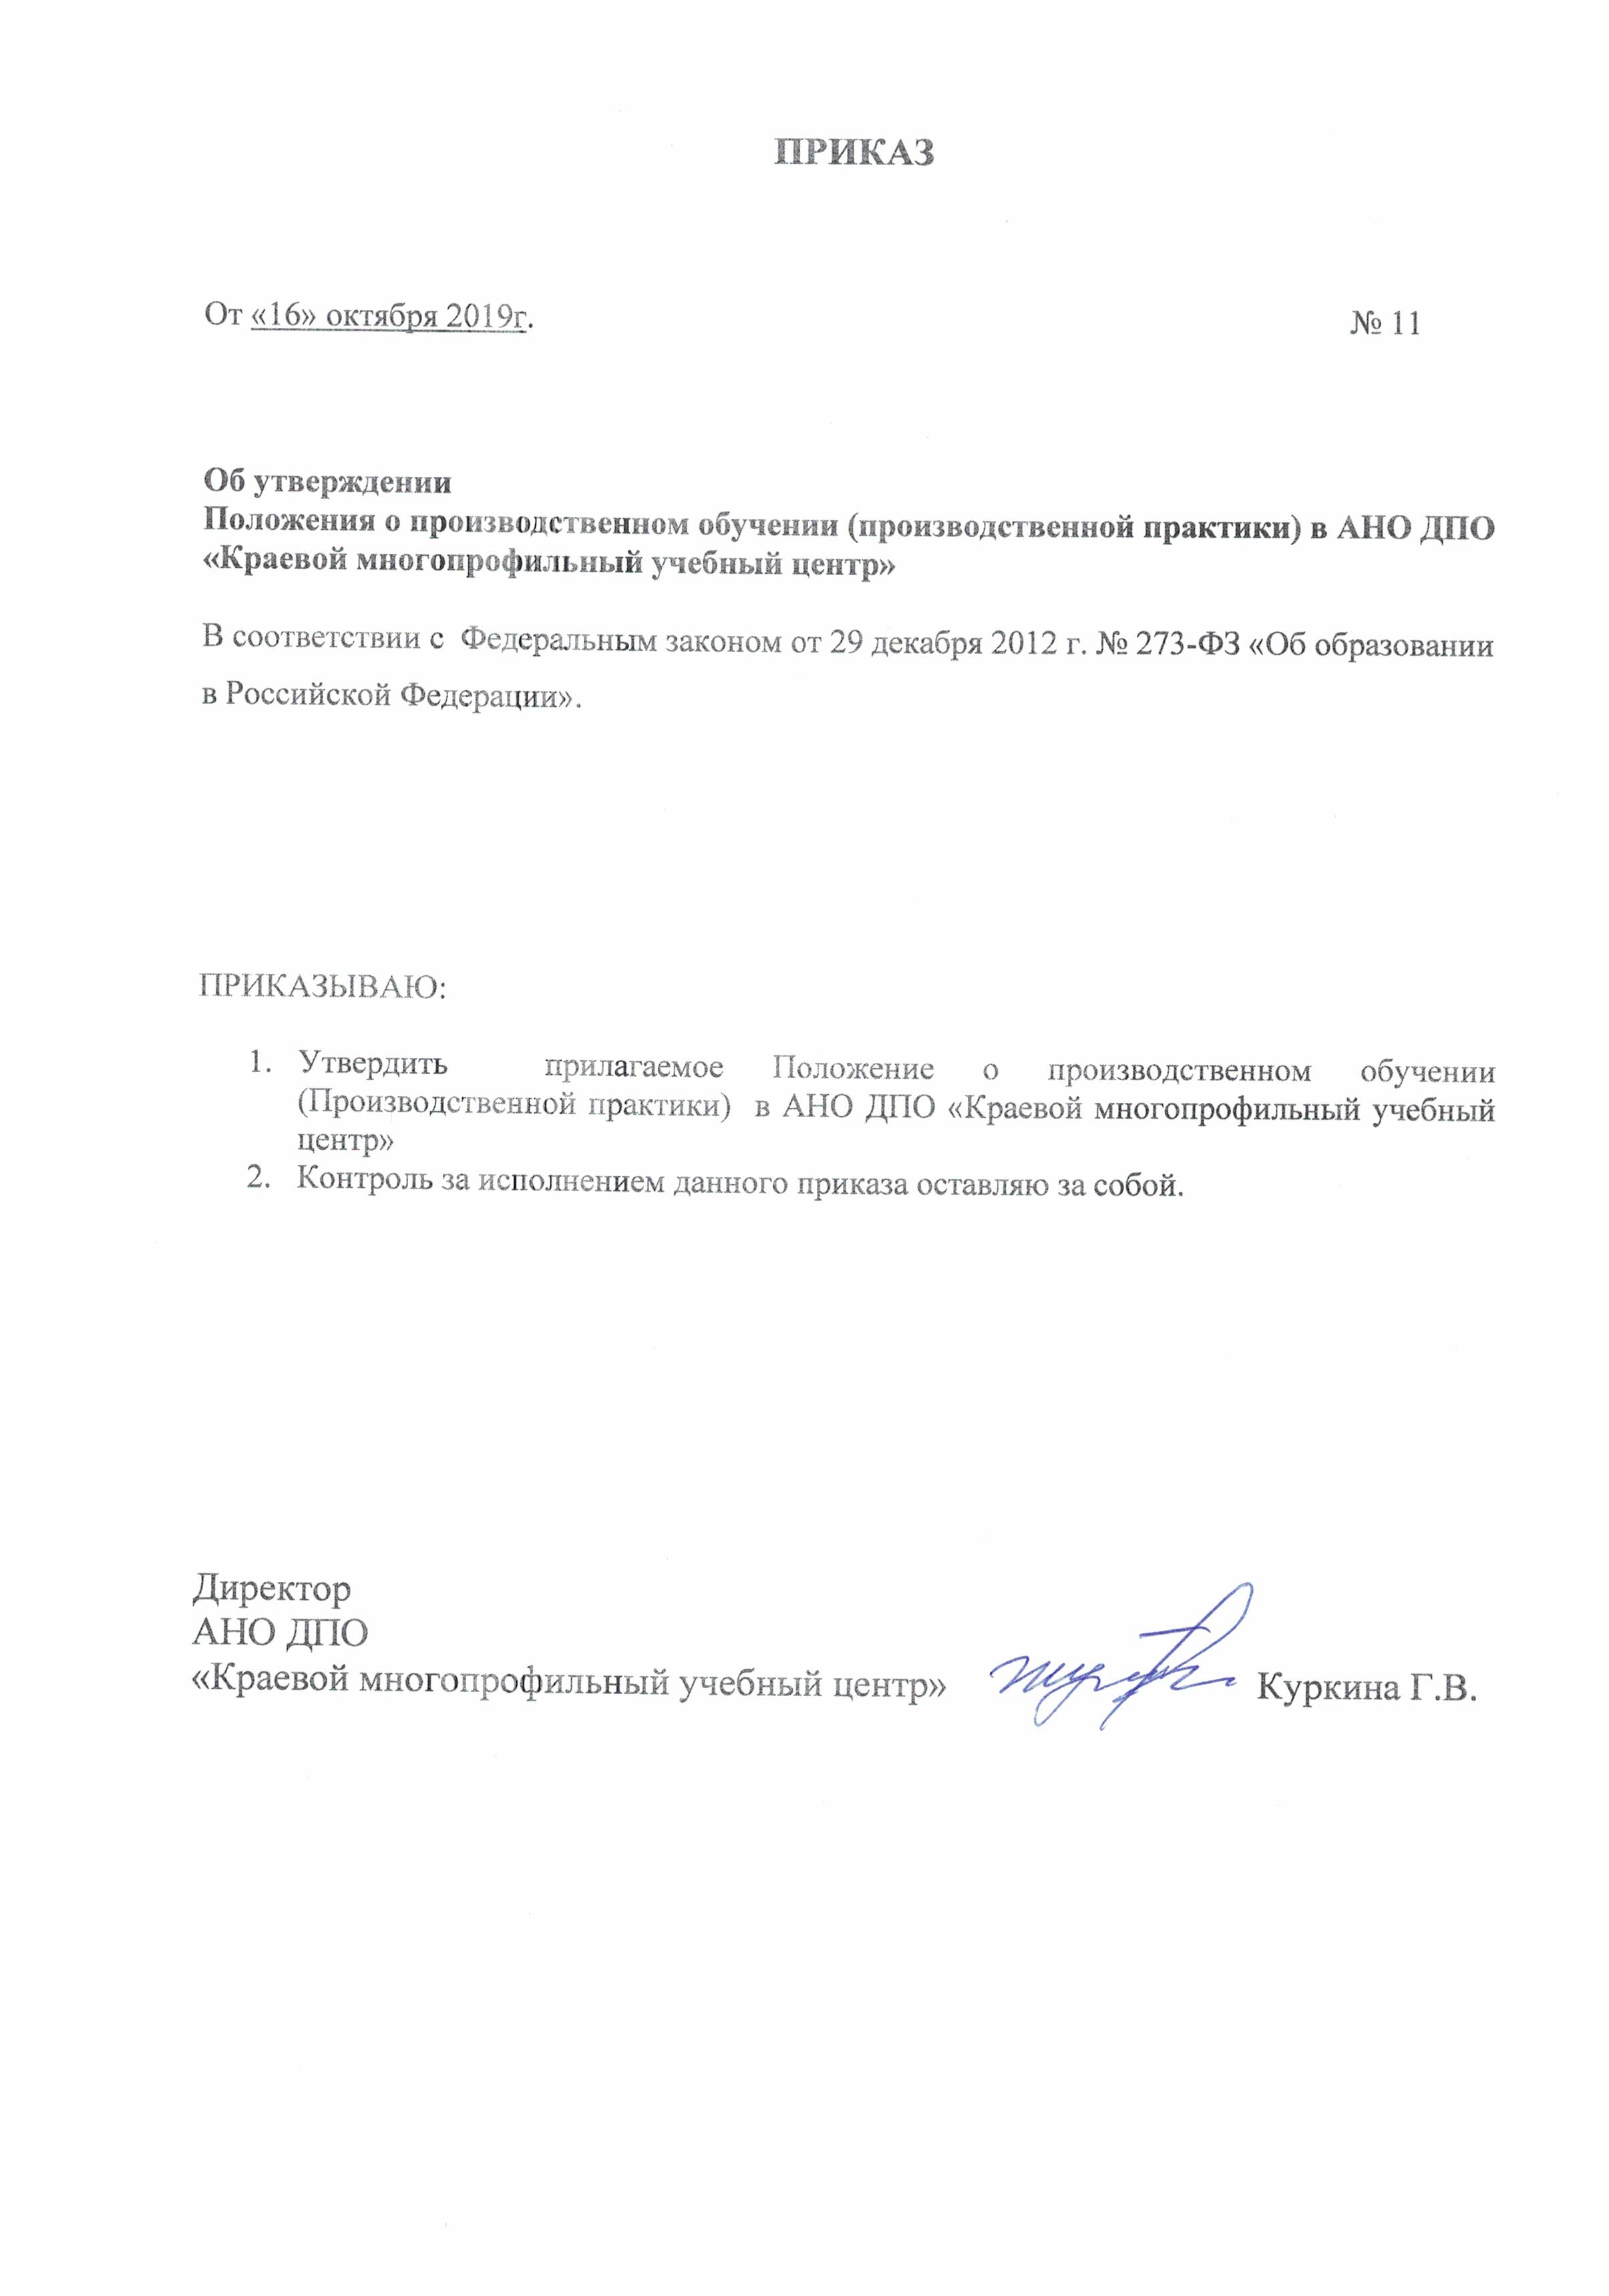 ПРИКАЗ
От «16» октября 2019г. № 11
Об утверждении
Положения о производственном обучении (производственной практики) в АНО ДПО
«Краевой многопрофильный учебный центр»
В соответствии с Федеральным законом от 29 декабря 2012 г. № 273-ФЗ «Об образовании
в Российской Федерации».
ПРИКАЗЫВАЮ:
1. Утвердить прилагаемое Положение о производственном обучении
(Производственной практики) в АНО ДПО «Краевой многопрофильный учебный
центр»
2. Контроль за исполнением данного приказа оставляю за собой.
Директор
АНО ДПО
«Краевой многопрофильный учебный центр» Куркина Г.В.